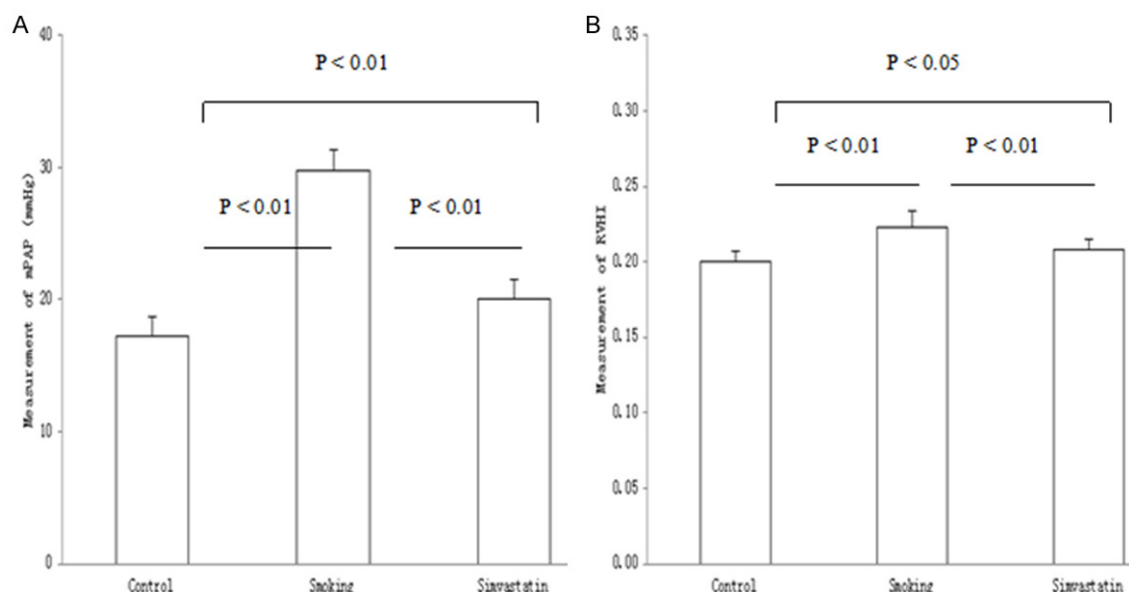 A
40
P < 0.01
30
P < 0.01
P < 0.01
20
10
0
Measurement of mPAP (mmHg)
Control
Smoking
Simvastatin
B
0.35
P < 0.05
0.30
P < 0.01
P < 0.01
0.25
0.20
0.15
0.10
0.05
0.00
Measurement of RVHI
Control
Smoking
Simvastatin